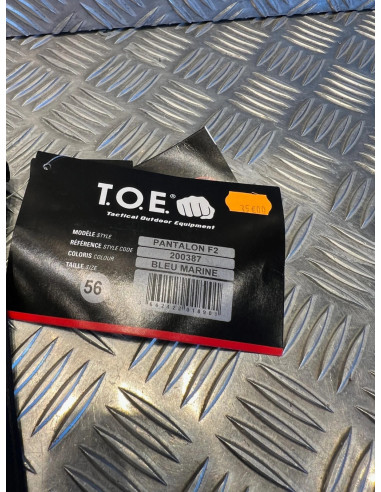 T.O.E.®
Tactical Outdoor Equipment
MODÈLE STYLE PANTALON F2
RÉFÉRENCE STYLE CODE 200387
COLORIS COLOUR BLEU MARINE
TAILLE SIZE
56